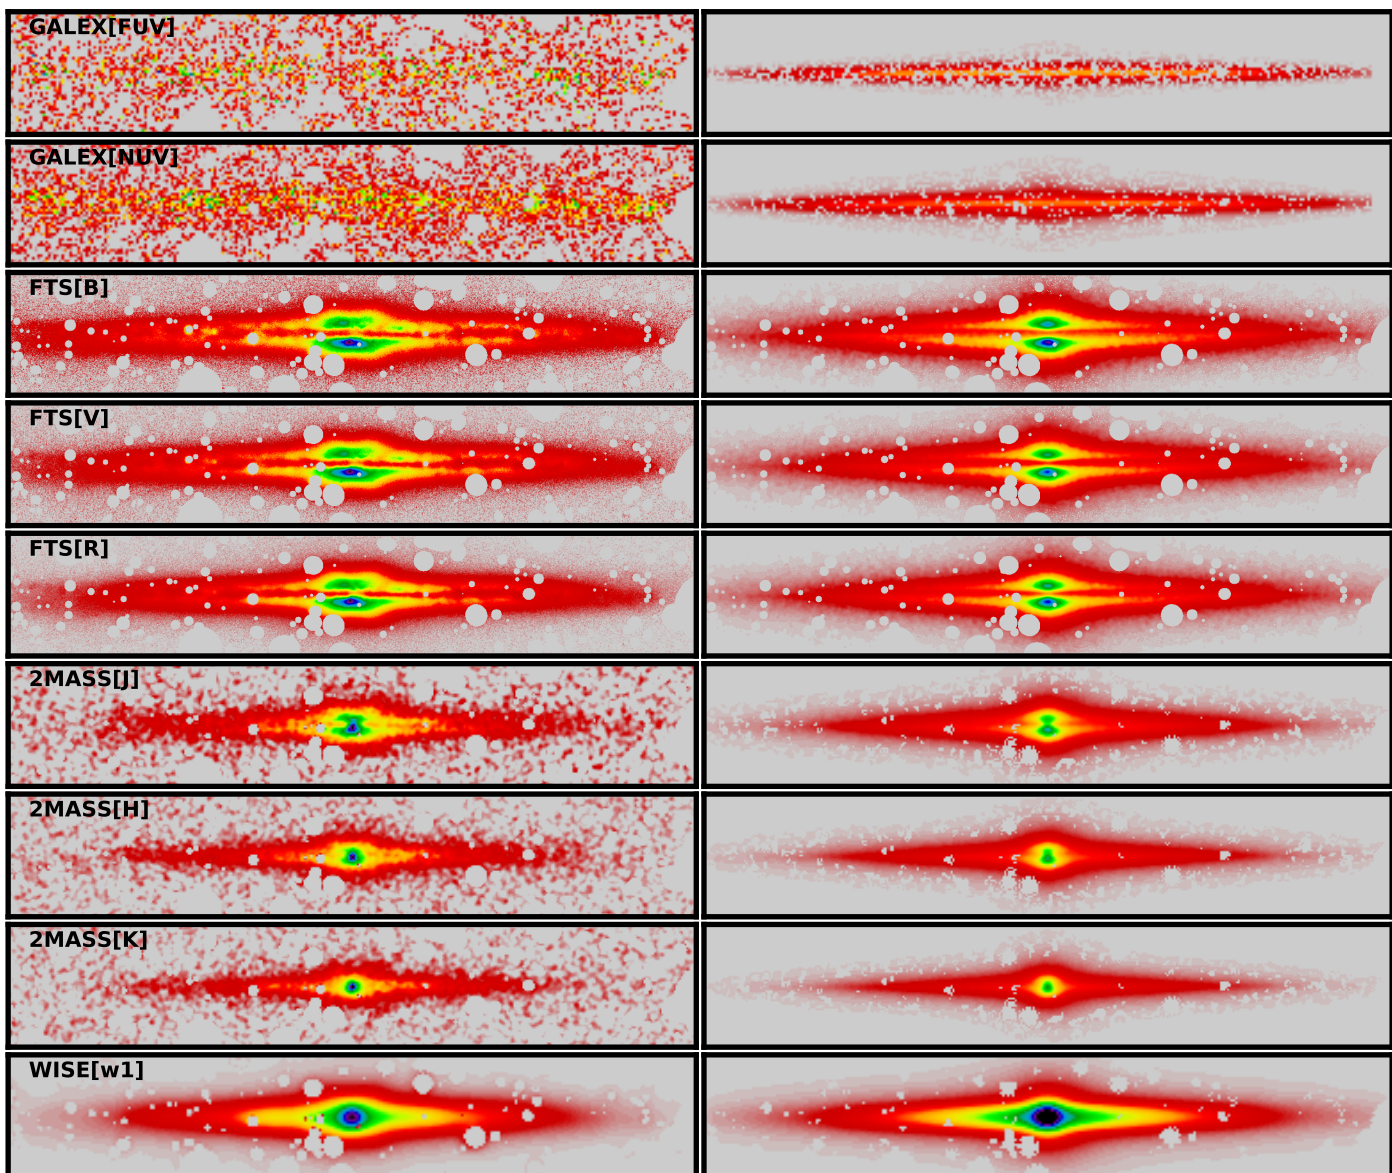 GALEX[FUV]
GALEX[NUV]
FTS[B]
FTS[V]
FTS[R]
2MASS[J]
2MASS[H]
2MASS[K]
WISE[w1]